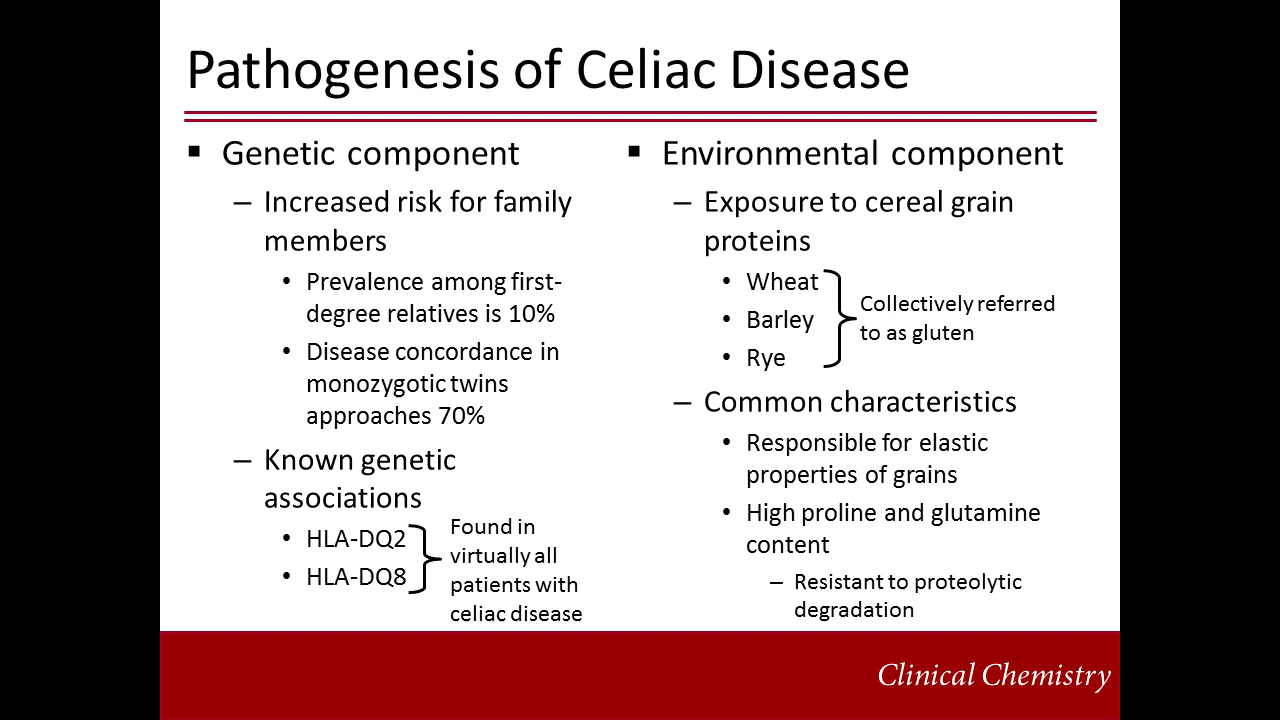 Pathogenesis of Celiac Disease
▪ Genetic component
– Increased risk for family
members
• Prevalence among first-
degree relatives is 10%
• Disease concordance in
monozygotic twins
approaches 70%
– Known genetic
associations
• HLA-DQ2
• HLA-DQ8
Found in
virtually all
patients with
celiac disease
▪ Environmental component
– Exposure to cereal grain
proteins
• Wheat
• Barley
• Rye
Collectively referred
to as gluten
– Common characteristics
• Responsible for elastic
properties of grains
• High proline and glutamine
content
– Resistant to proteolytic
degradation
Clinical Chemistry